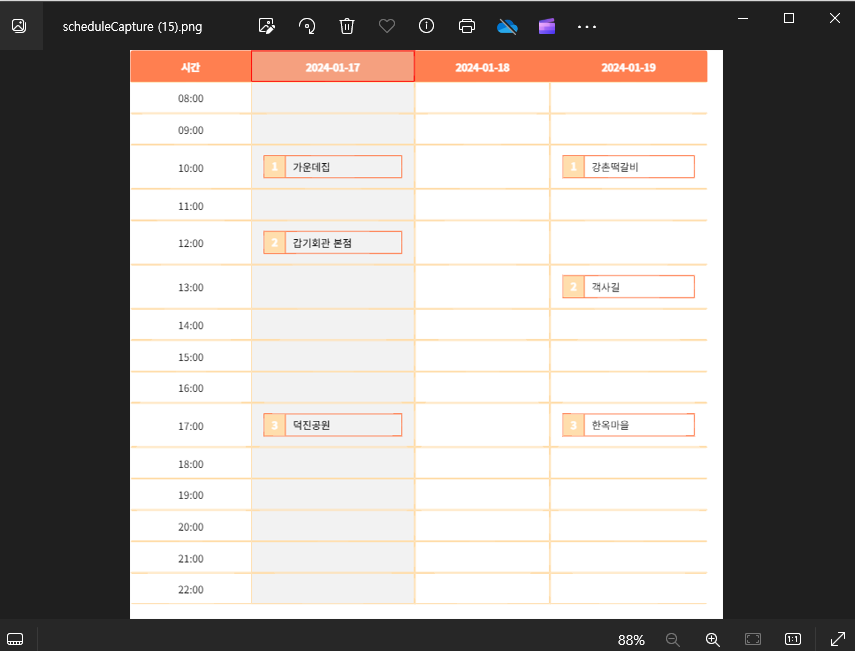 scheduleCapture (15).png
시간 2024-01-17 2024-01-18 2024-01-19
08:00
09:00
10:00 1 가운데집 1 강촌떡갈비
11:00
12:00 2 갑기회관 본점
13:00 2 객사길
14:00
15:00
16:00
17:00 3 덕진공원 3 한옥마을
18:00
19:00
20:00
21:00
22:00
88% 1:1